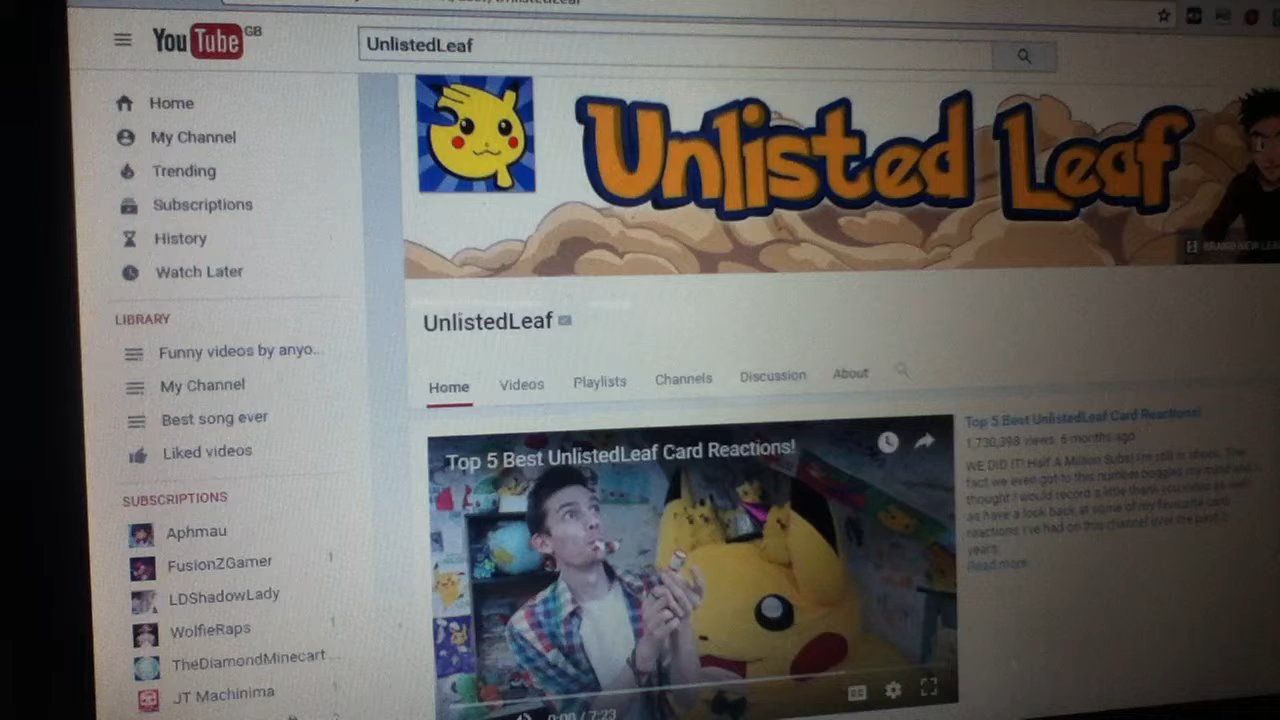 YouTube GB
UnlistedLeaf
Home
My Channel
Trending
Subscriptions
History
Watch Later
LIBRARY
Funny videos by anyo...
My Channel
Best song ever
Liked videos
SUBSCRIPTIONS
Aphmau
FusionZGamer 1
LDShadowLady
WolfieRaps 1
TheDiamondMinecart ...
JT Machinima
Unlisted Leaf
UnlistedLeaf
Home Videos Playlists Channels Discussion About
Top 5 Best UnlistedLeaf Card Reactions!
CC
0:00 / 7:23
Top 5 Best UnlistedLeaf Card Reactions!
1,730,398 views 6 months ago
WE DID IT! Half A Million Subs! I'm still in shock. The
fact we even got to this number boggles my mind and I
thought I would record a little thank you video as well
as have a look back at some of my favourite card
reactions I've had on this channel over the past 2
years.
Read more